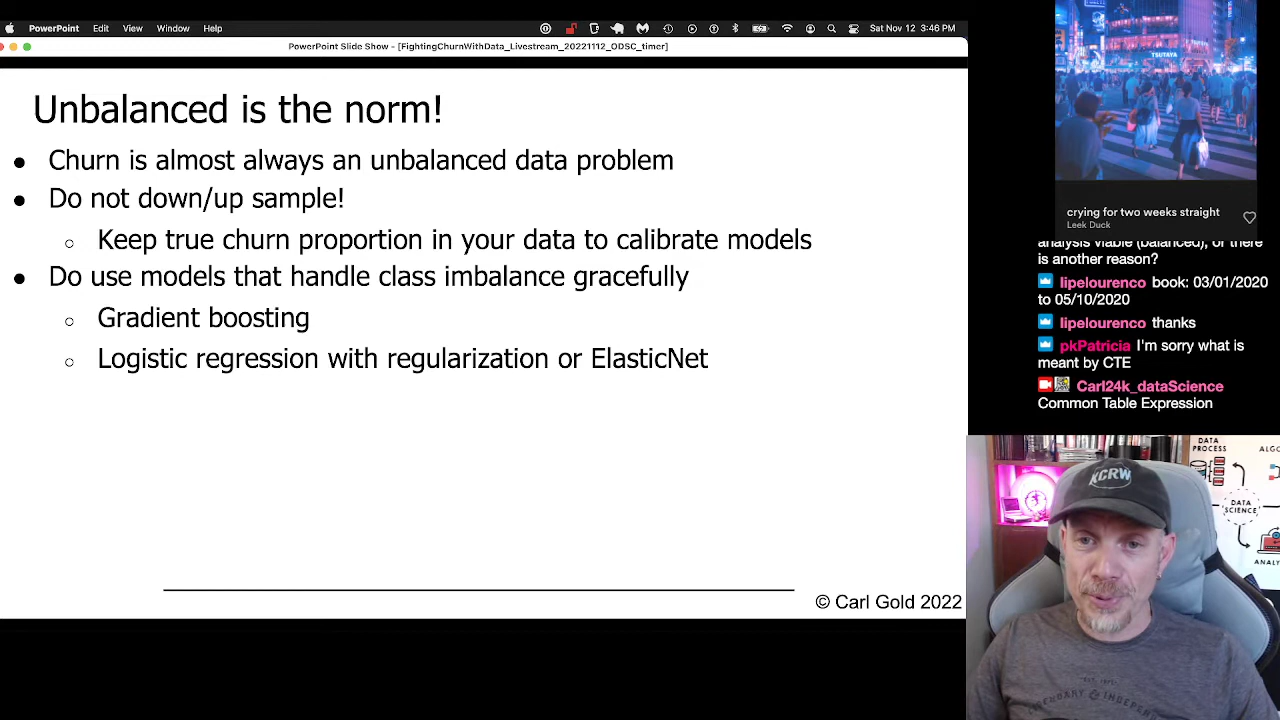 PowerPoint Edit View Window Help Sat Nov 12 3:46 PM
PowerPoint Slide Show - [FightingChurnWithData_Livestream_20221112_ODSC_timer]
Unbalanced is the norm!
● Churn is almost always an unbalanced data problem
● Do not down/up sample!
○ Keep true churn proportion in your data to calibrate models
● Do use models that handle class imbalance gracefully
○ Gradient boosting
○ Logistic regression with regularization or ElasticNet
© Carl Gold 2022
TSUTAYA
crying for two weeks straight
Leek Duck
analysis viable (balanced), or there
is another reason?
lipelourenco book: 03/01/2020
to 05/10/2020
lipelourenco thanks
pkPatricia I'm sorry what is
meant by CTE
Carl24k_dataScience
Common Table Expression
DATA
PROCESS
ALGO
DATA
SCIENCE
ANALY
KCRW